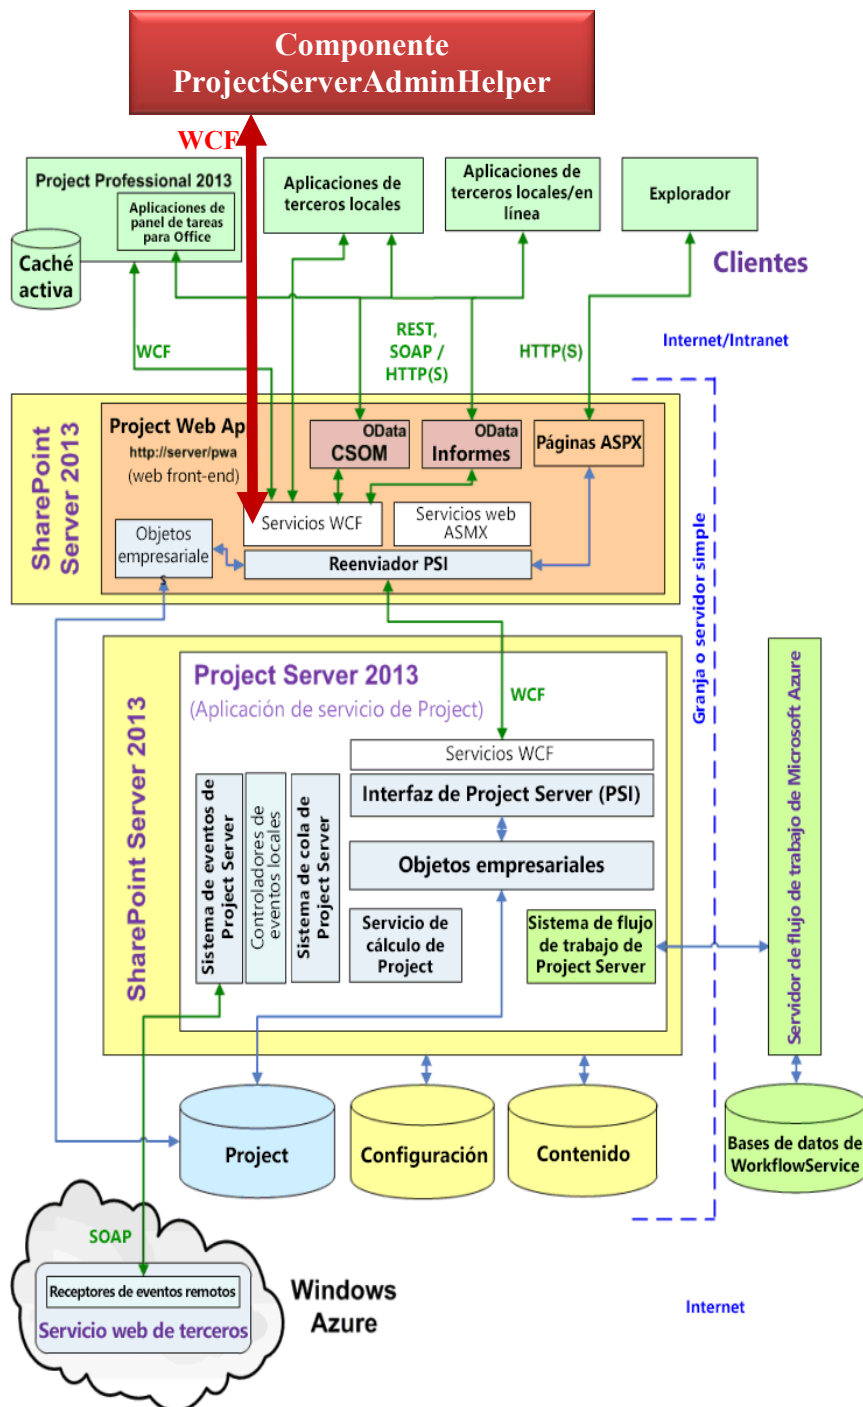 Componente
ProjectServerAdminHelper
WCF
Project Professional 2013
Aplicaciones de
panel de tareas
para Office
Caché
activa
Aplicaciones de
terceros locales
Aplicaciones de
terceros locales/en
línea
Explorador
Clientes
WCF
REST,
SOAP /
HTTP(S)
HTTP(S)
Internet/Intranet
SharePoint
Server 2013
Project Web Ap
http://server/pwa
(web front-end)
OData
CSOM
OData
Informes
Páginas ASPX
Servicios WCF
Servicios web
ASMX
Objetos
empresariale
s
Reenviador PSI
Granja o servidor simple
SharePoint Server 2013
Project Server 2013
(Aplicación de servicio de Project)
WCF
Servicios WCF
Interfaz de Project Server (PSI)
Objetos empresariales
Sistema de eventos de
Project Server
Controladores de
eventos locales
Sistema de cola de
Project Server
Servicio de
cálculo de
Project
Sistema de flujo
de trabajo de
Project Server
Servidor de flujo de trabajo de Microsoft Azure
Project
Configuración
Contenido
Bases de datos de
WorkflowService
SOAP
Receptores de eventos remotos
Servicio web de terceros
Windows
Azure
Internet